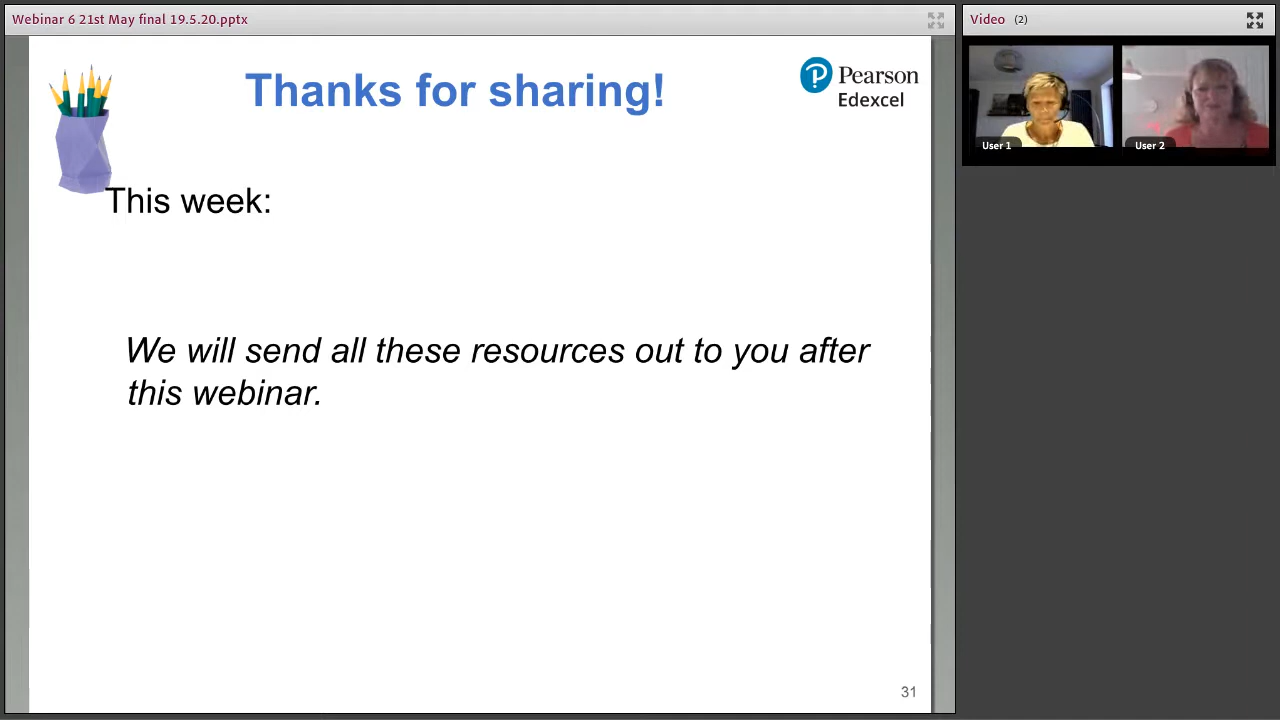 Webinar 6 21st May final 19.5.20.pptx
Video (2)
Thanks for sharing!
Pearson
Edexcel
User 1
User 2
This week:
We will send all these resources out to you after
this webinar.
31